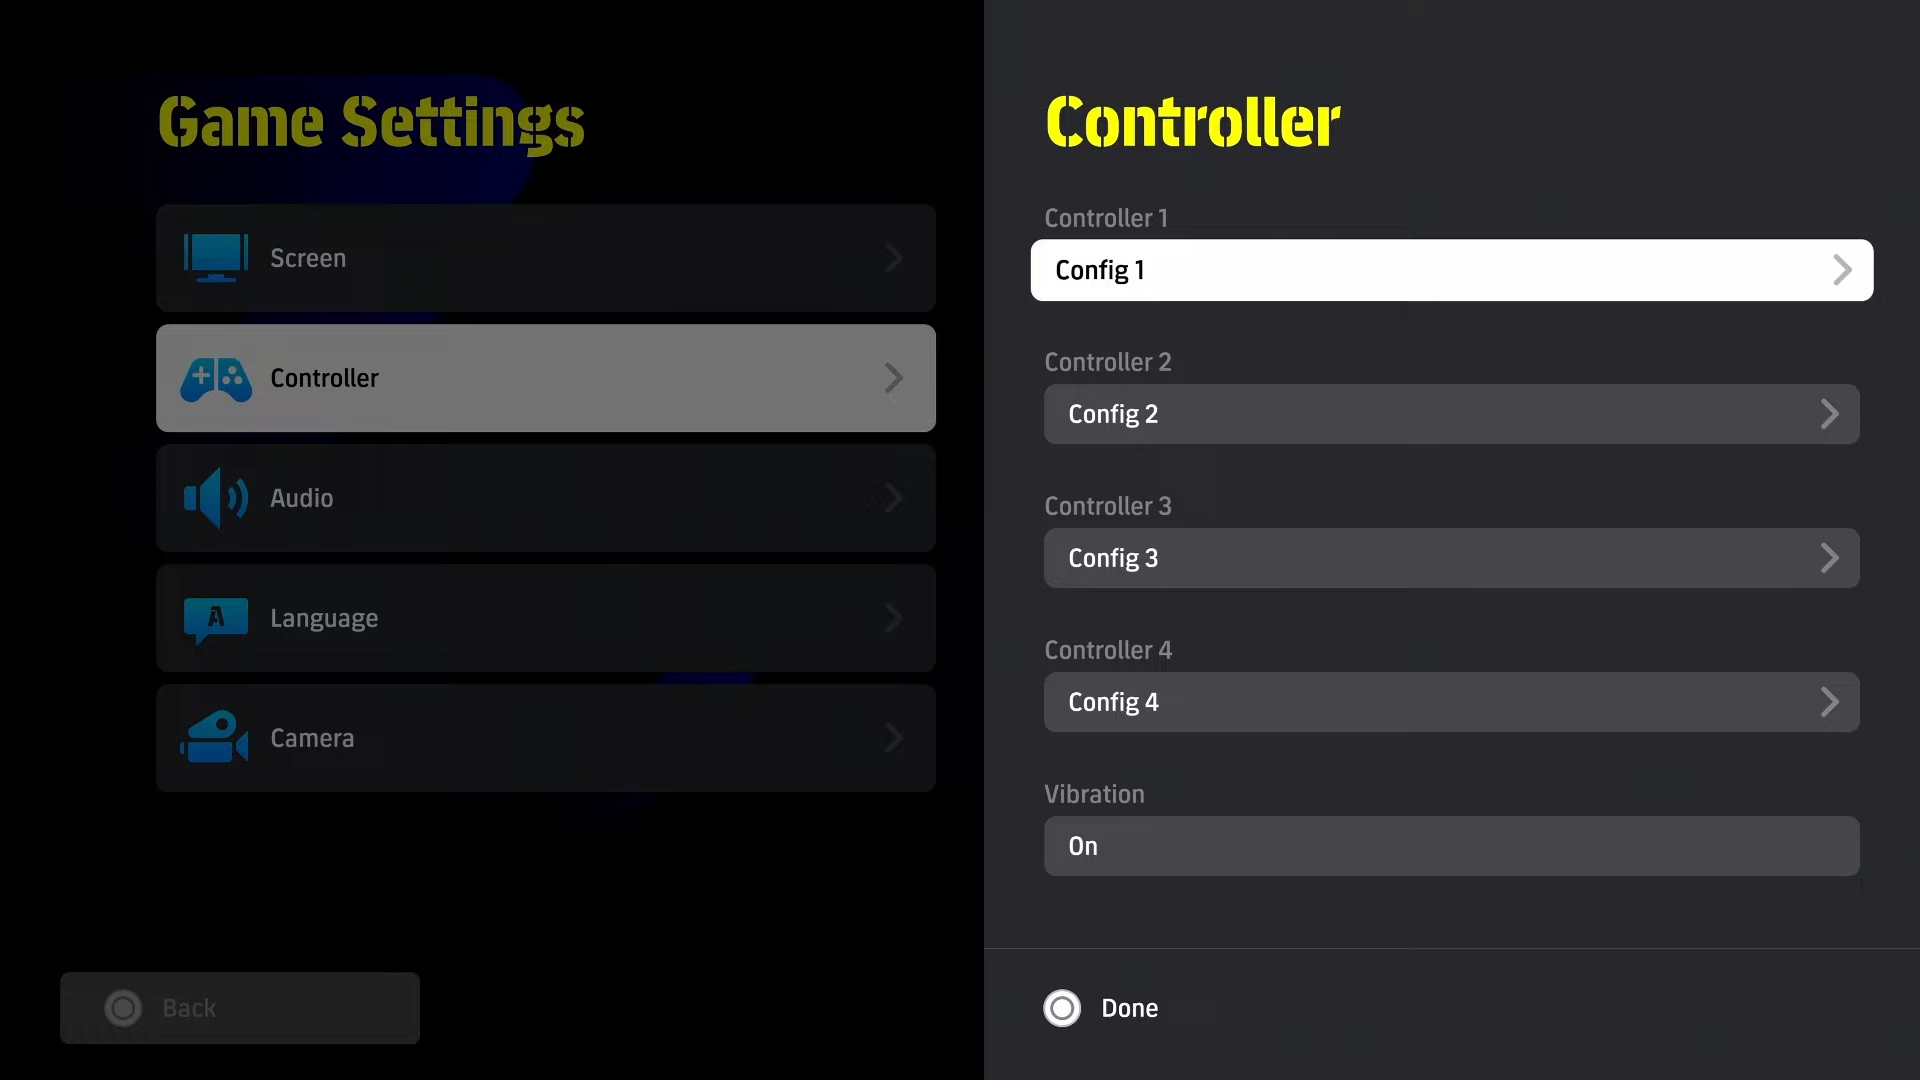 Game Settings
Screen
Controller
Audio
A
Language
Camera
Back
Controller
Controller 1
Config 1
Controller 2
Config 2
Controller 3
Config 3
Controller 4
Config 4
Vibration
On
Done